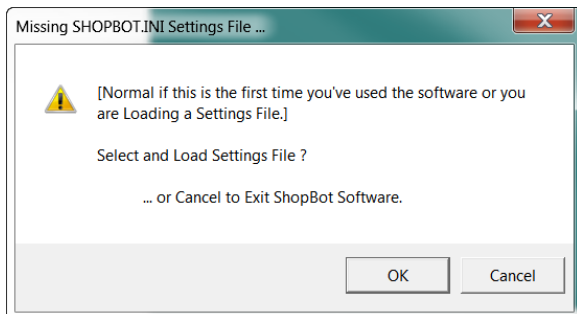 Missing SHOPBOT.INI Settings File ...
[Normal if this is the first time you've used the software or you
are Loading a Settings File.]
Select and Load Settings File ?
... or Cancel to Exit ShopBot Software.
OK
Cancel